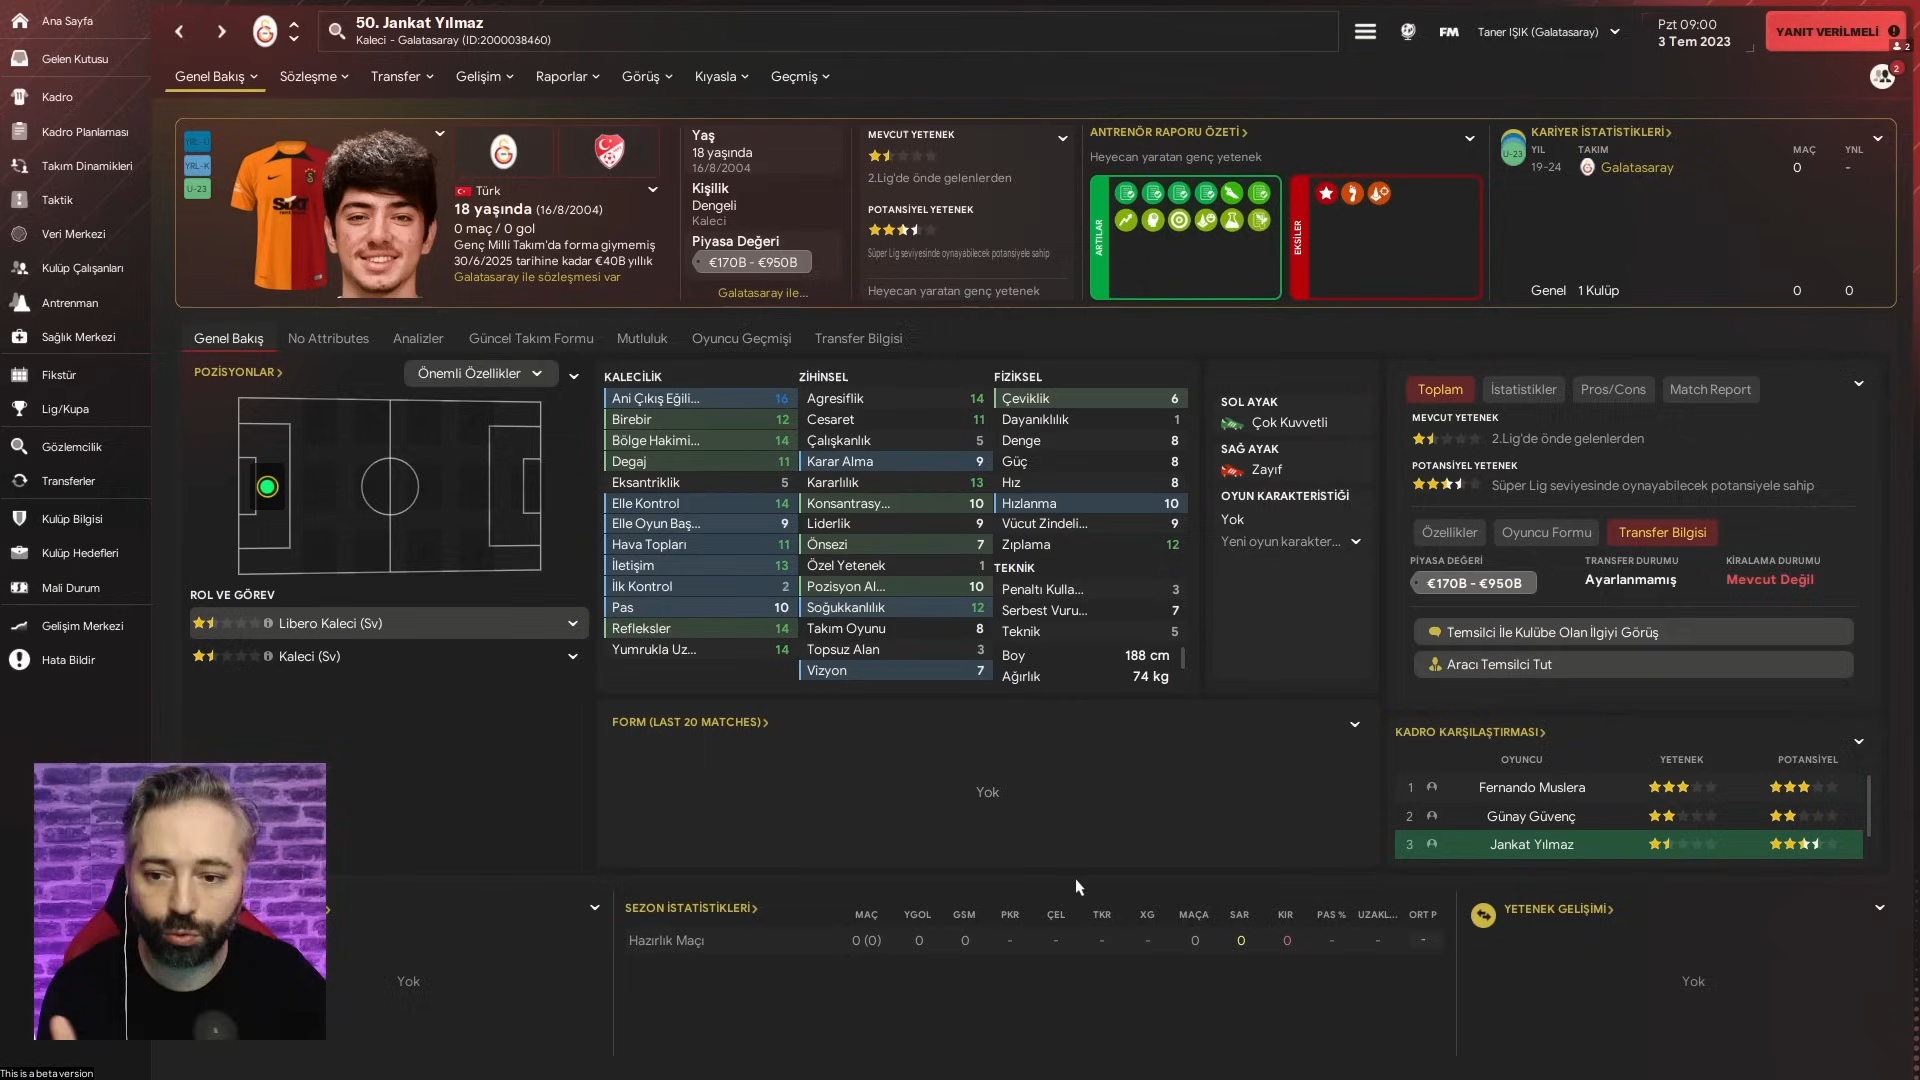 Ana Sayfa
Gelen Kutusu
Kadro
Kadro Planlaması
Takım Dinamikleri
Taktik
Veri Merkezi
Kulüp Çalışanları
Antrenman
Sağlık Merkezi
Fikstür
Lig/Kupa
Gözlemcilik
Transferler
Kulüp Bilgisi
Kulüp Hedefleri
Mali Durum
Gelişim Merkezi
Hata Bildir
50. Jankat Yılmaz
Kaleci - Galatasaray (ID:2000038460)
FM
Taner IŞIK (Galatasaray)
Pzt 09:00
3 Tem 2023
YANIT VERİLMELİ
2
2
Genel Bakış
Sözleşme
Transfer
Gelişim
Raporlar
Görüş
Kıyasla
Geçmiş
YRL-K
U-23
SIXT
Türk
18 yaşında (16/8/2004)
0 maç / 0 gol
Genç Milli Takım'da forma giymemiş
30/6/2025 tarihine kadar €40B yıllık
Galatasaray ile sözleşmesi var
Yaş
18 yaşında
16/8/2004
Kişilik
Dengeli
Kaleci
Piyasa Değeri
€170B - €950B
Galatasaray ile...
MEVCUT YETENEK
2.Lig'de önde gelenlerden
POTANSİYEL YETENEK
Süper Lig seviyesinde oynayabilecek potansiyele sahip
Heyecan yaratan genç yetenek
ANTRENÖR RAPORU ÖZETİ
Heyecan yaratan genç yetenek
ARTILAR
EKSİLER
U-23
KARİYER İSTATİSTİKLERİ
YIL TAKIM MAÇ YNL
19-24 Galatasaray 0 -
Genel 1 Kulüp 0 0
Genel Bakış
No Attributes
Analizler
Güncel Takım Formu
Mutluluk
Oyuncu Geçmişi
Transfer Bilgisi
POZİSYONLAR
Önemli Özellikler
ROL VE GÖREV
Libero Kaleci (Sv)
Kaleci (Sv)
KALECİLİK
Ani Çıkış Eğili... 16
Birebir 12
Bölge Hakimi... 14
Degaj 11
Eksantriklik 5
Elle Kontrol 14
Elle Oyun Baş... 9
Hava Topları 11
İletişim 13
İlk Kontrol 2
Pas 10
Refleksler 14
Yumrukla Uz... 14
ZİHİNSEL
Agresiflik 14
Cesaret 11
Çalışkanlık 5
Karar Alma 9
Kararlılık 13
Konsantrasy... 10
Liderlik 9
Önsezi 7
Özel Yetenek 1
Pozisyon Al... 10
Soğukkanlılık 12
Takım Oyunu 8
Topsuz Alan 3
Vizyon 7
FİZİKSEL
Çeviklik 6
Dayanıklılık 1
Denge 8
Güç 8
Hız 8
Hızlanma 10
Vücut Zindeli... 9
Zıplama 12
TEKNİK
Penaltı Kulla... 3
Serbest Vuru... 7
Teknik 5
Boy 188 cm
Ağırlık 74 kg
SOL AYAK
Çok Kuvvetli
SAĞ AYAK
Zayıf
OYUN KARAKTERİSTİĞİ
Yok
Yeni oyun karakter...
Toplam
İstatistikler
Pros/Cons
Match Report
MEVCUT YETENEK
2.Lig'de önde gelenlerden
POTANSİYEL YETENEK
Süper Lig seviyesinde oynayabilecek potansiyele sahip
Özellikler
Oyuncu Formu
Transfer Bilgisi
PİYASA DEĞERİ
€170B - €950B
TRANSFER DURUMU
Ayarlanmamış
KİRALAMA DURUMU
Mevcut Değil
Temsilci İle Kulübe Olan İlgiyi Görüş
Aracı Temsilci Tut
FORM (LAST 20 MATCHES)
Yok
KADRO KARŞILAŞTIRMASI
OYUNCU YETENEK POTANSİYEL
1 Fernando Muslera
2 Günay Güvenç
3 Jankat Yılmaz
Yok
SEZON İSTATİSTİKLERİ
MAÇ YGOL GSM PKR ÇEL TKR XG MAÇA SAR KIR PAS % UZAKL... ORT P
Hazırlık Maçı 0 (0) 0 0 - - - - 0 0 0 - - -
YETENEK GELİŞİMİ
Yok
This is a beta version